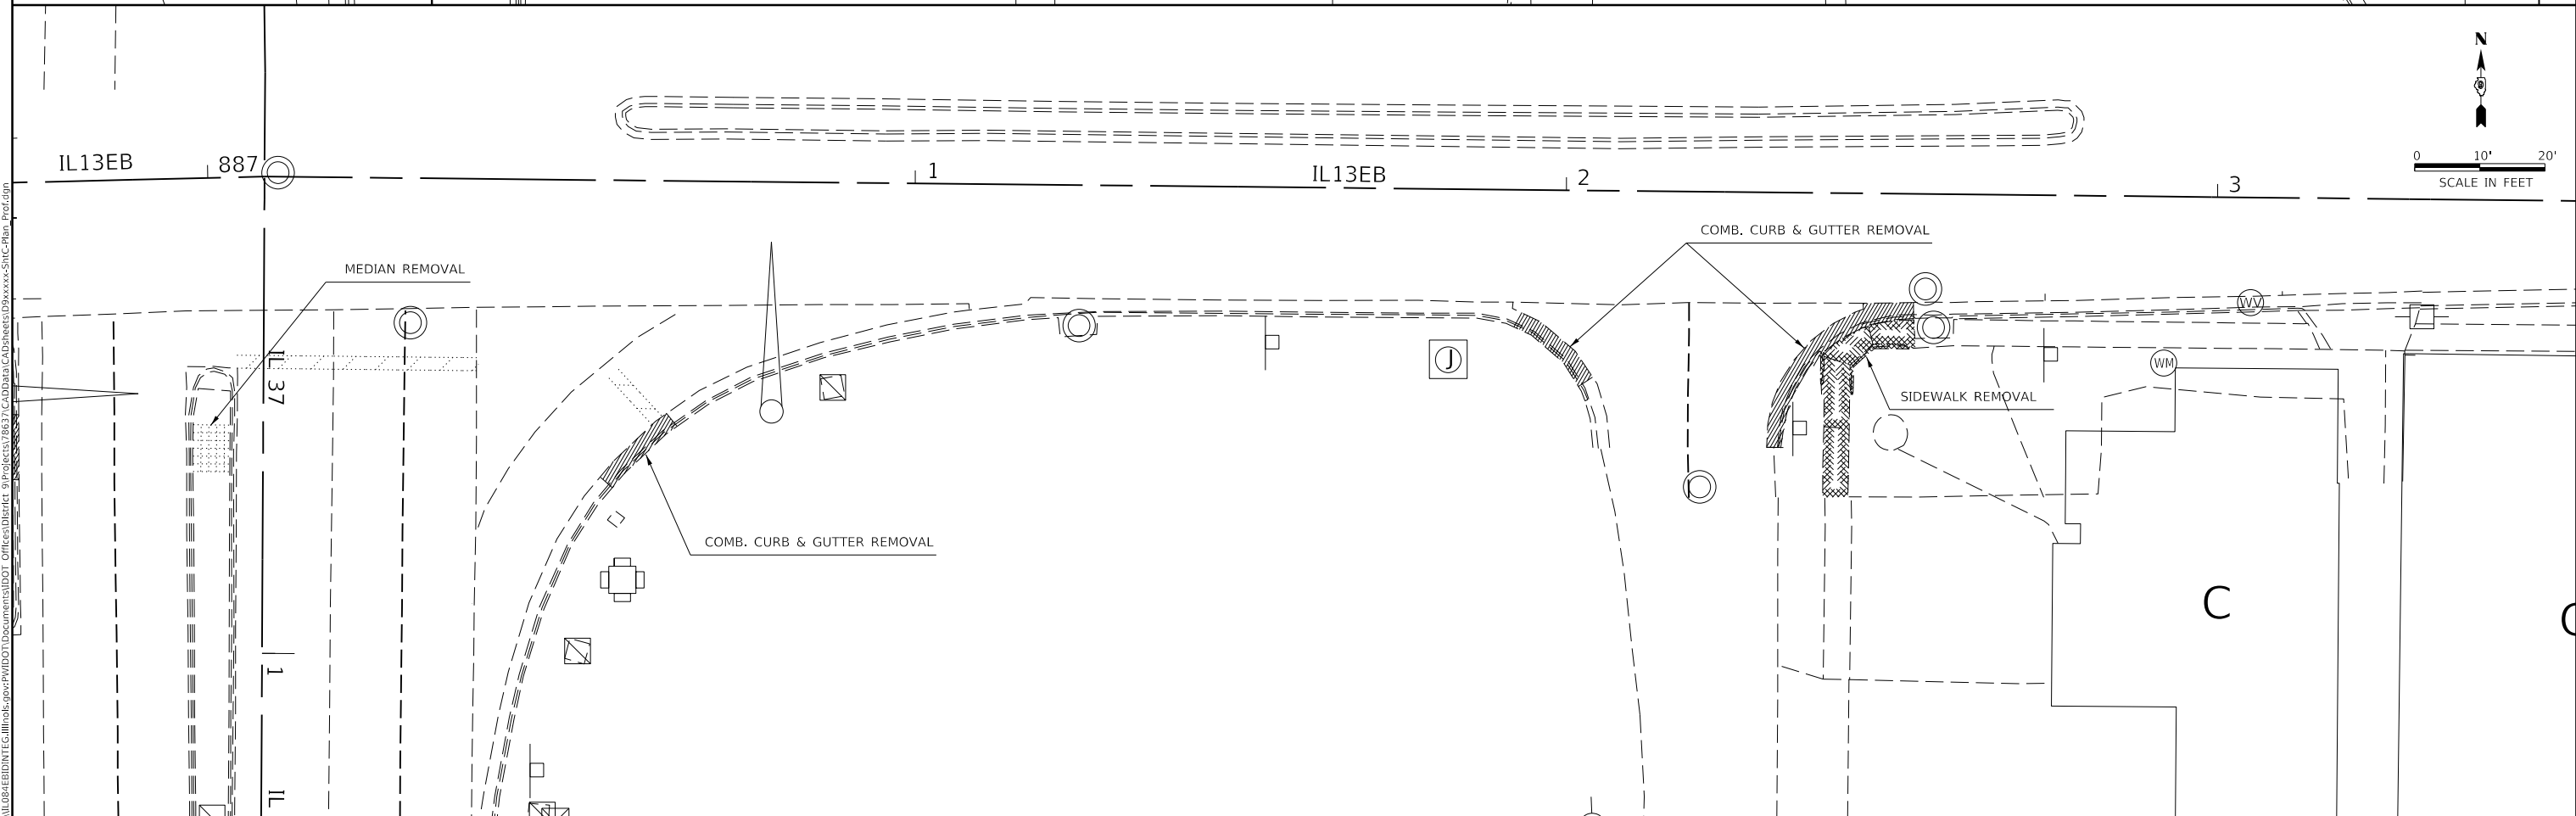 N
0 10' 20'
SCALE IN FEET
IL13EB
887
1
IL13EB
2
3
COMB. CURB & GUTTER REMOVAL
MEDIAN REMOVAL
WV
J
WM
IL 37
SIDEWALK REMOVAL
COMB. CURB & GUTTER REMOVAL
C
1
IL